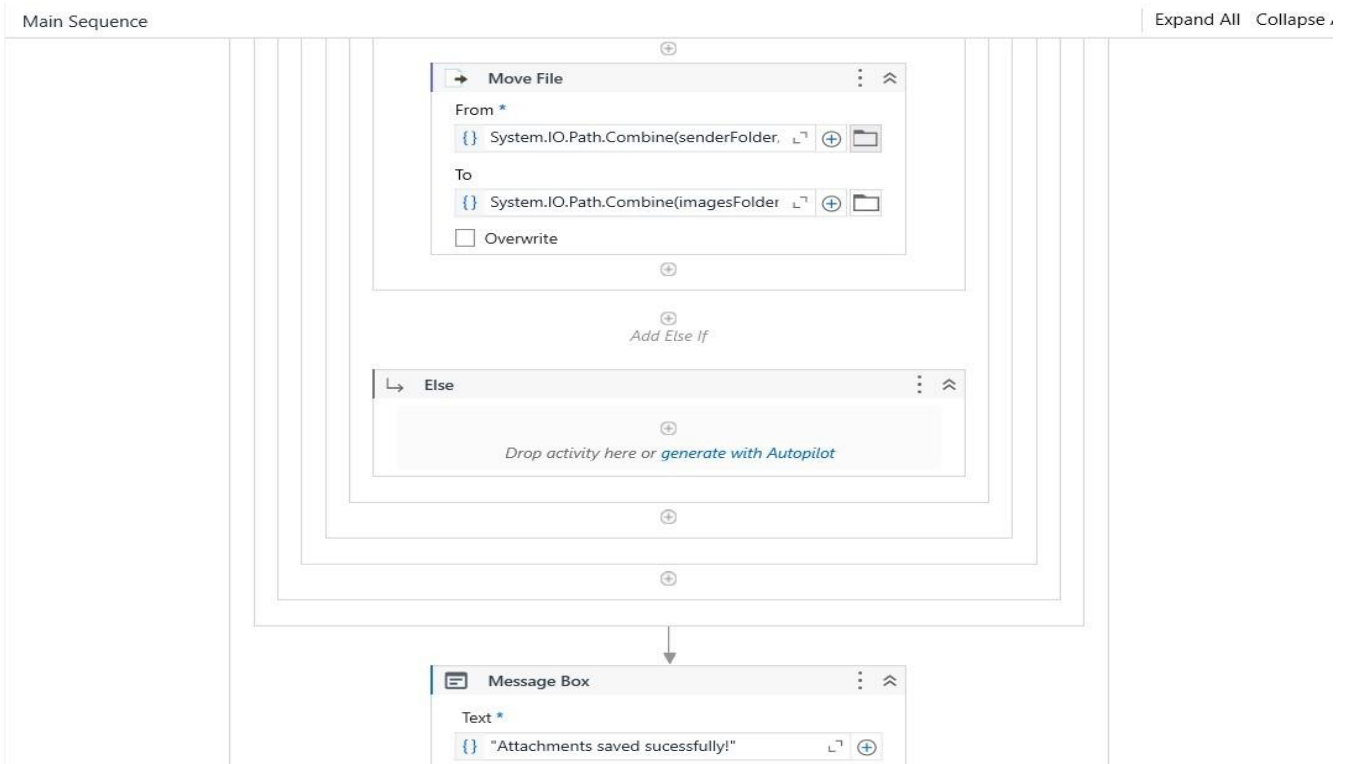 Main Sequence
Expand All Collapse
Move File
From *
{} System.IO.Path.Combine(senderFolder,
To
{} System.IO.Path.Combine(imagesFolder
Overwrite
Add Else If
Else
Drop activity here or generate with Autopilot
Message Box
Text *
{} "Attachments saved sucessfully!"